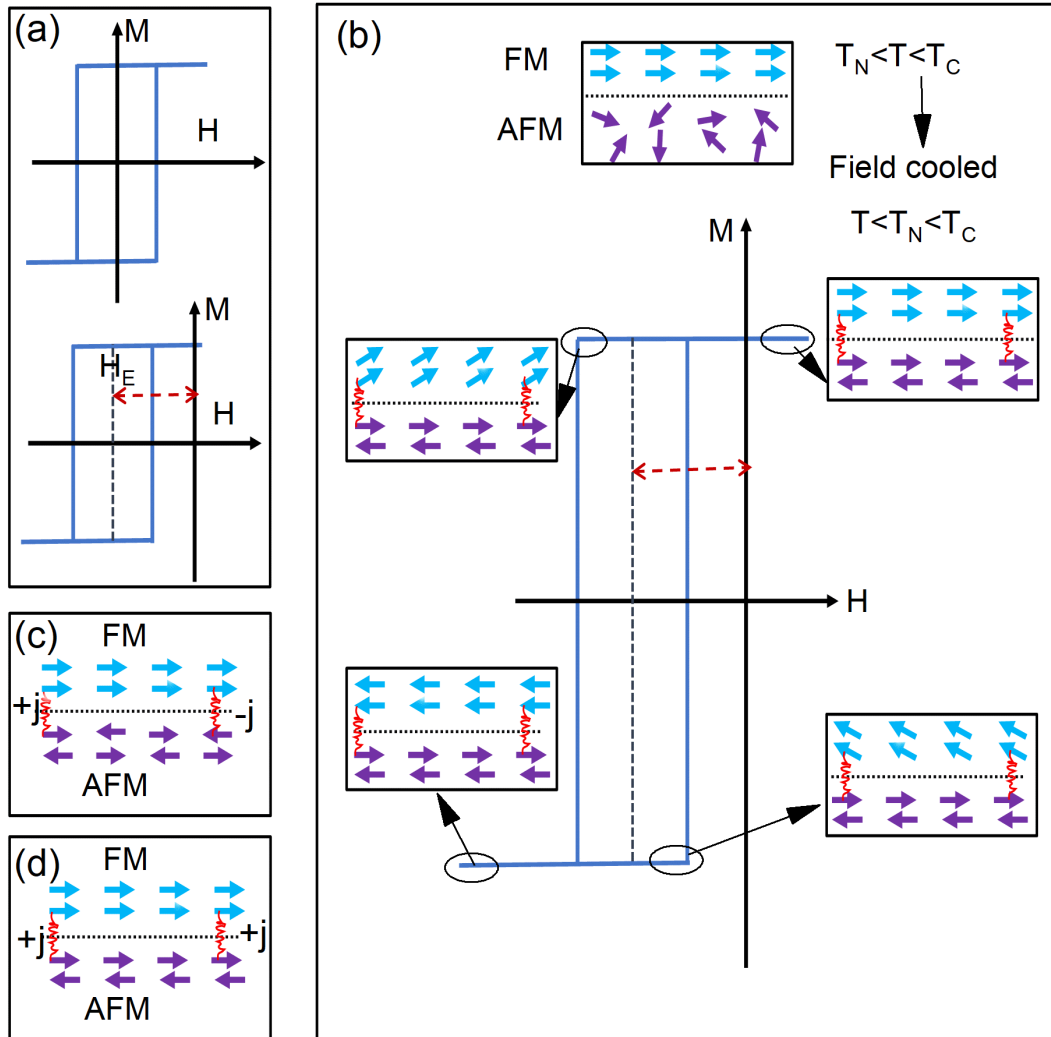 (a)
M
H
M
H_E
H
(b)
FM
AFM
T_N<T<T_C
Field cooled
T<T_N<T_C
M
H
(c)
FM
+j
-j
AFM
(d)
FM
+j
+j
AFM